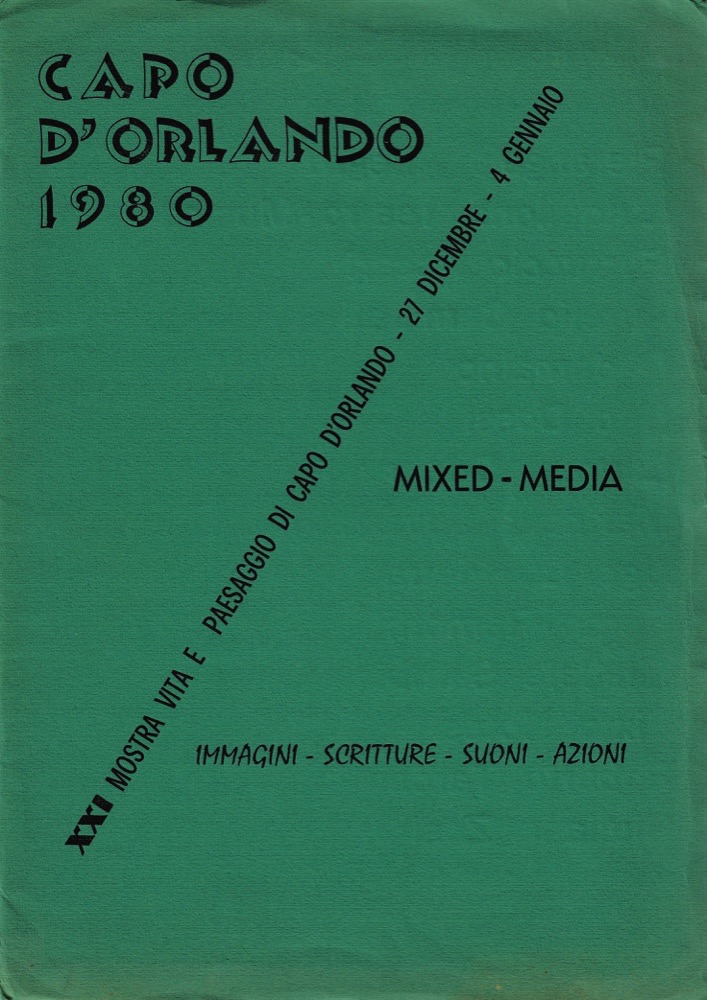 CAPO
D'ORLANDO
1980
XXI MOSTRA VITA E PAESAGGIO DI CAPO D'ORLANDO - 27 DICEMBRE - 4 GENNAIO
MIXED - MEDIA
IMMAGINI - SCRITTURE - SUONI - AZIONI